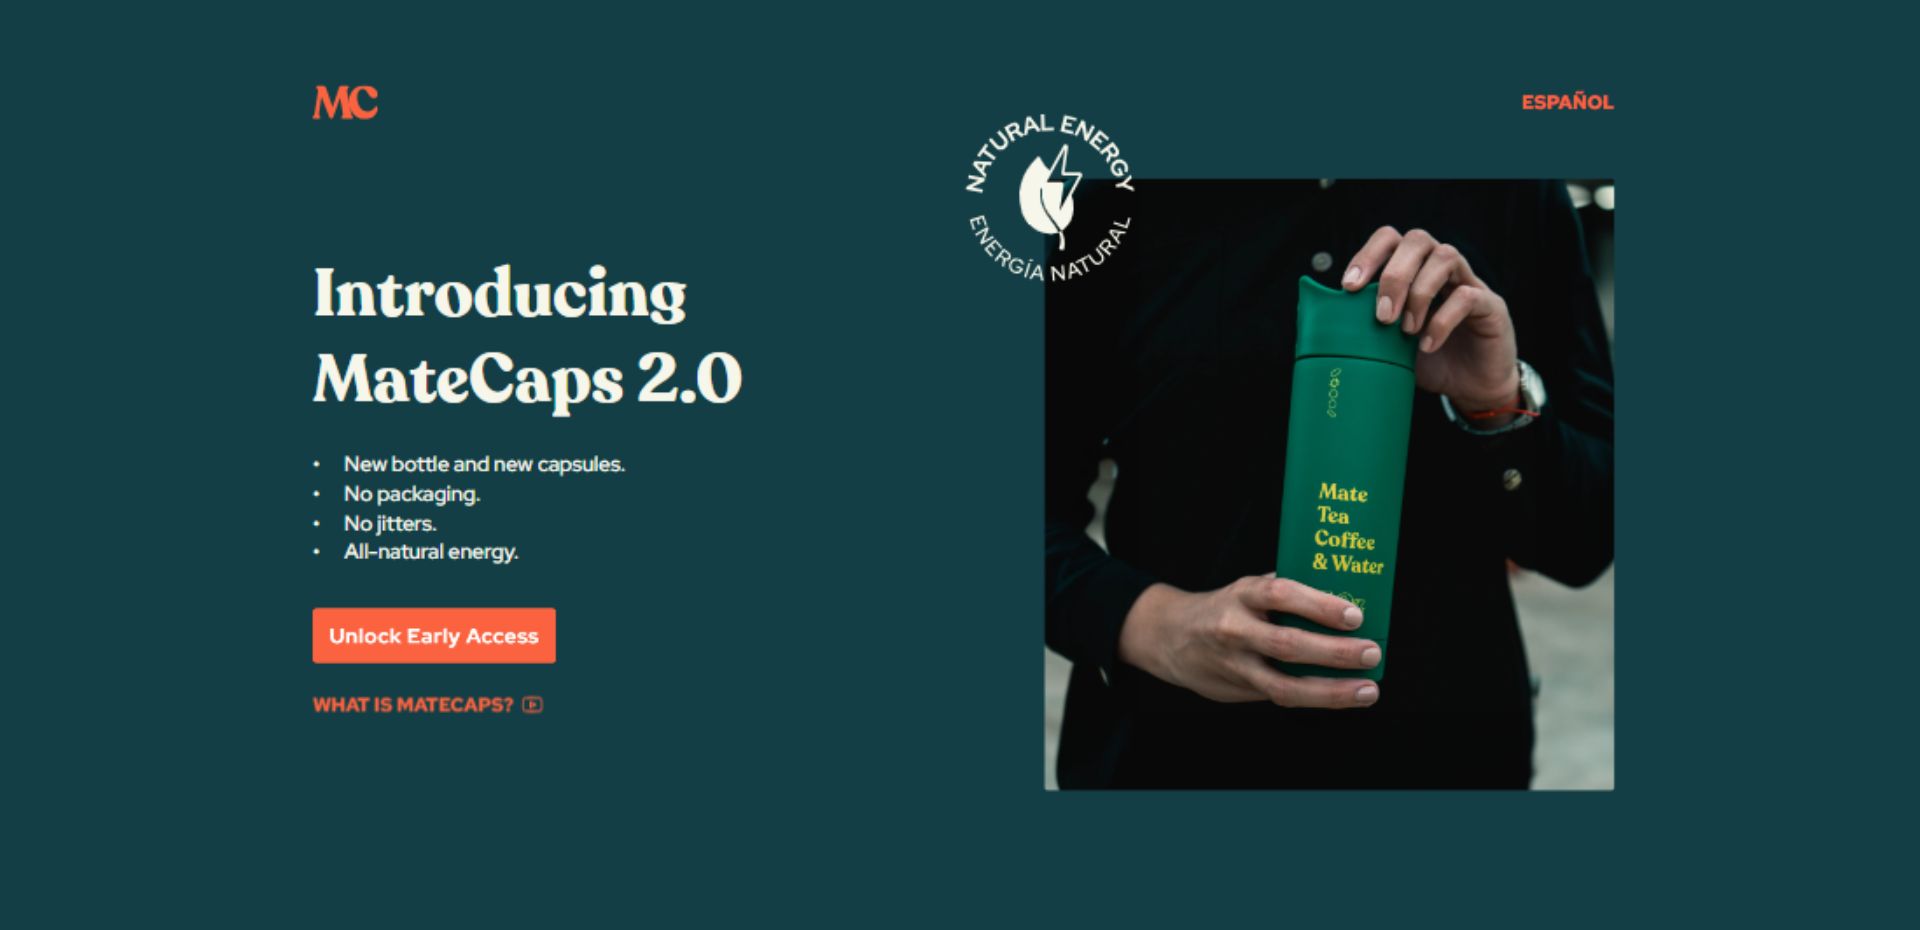 MC
ESPAÑOL
NATURAL ENERGY
ENERGÍA NATURAL
Introducing
MateCaps 2.0
• New bottle and new capsules.
• No packaging.
• No jitters.
• All-natural energy.
Unlock Early Access
WHAT IS MATECAPS?
Mate
Tea
Coffee
& Water